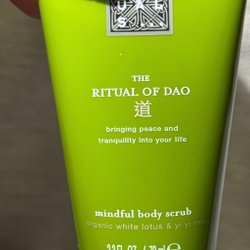 THE
RITUAL OF DAO
道
bringing peace and
tranquility into your life
mindful body scrub
organic white lotus & yi yi ren